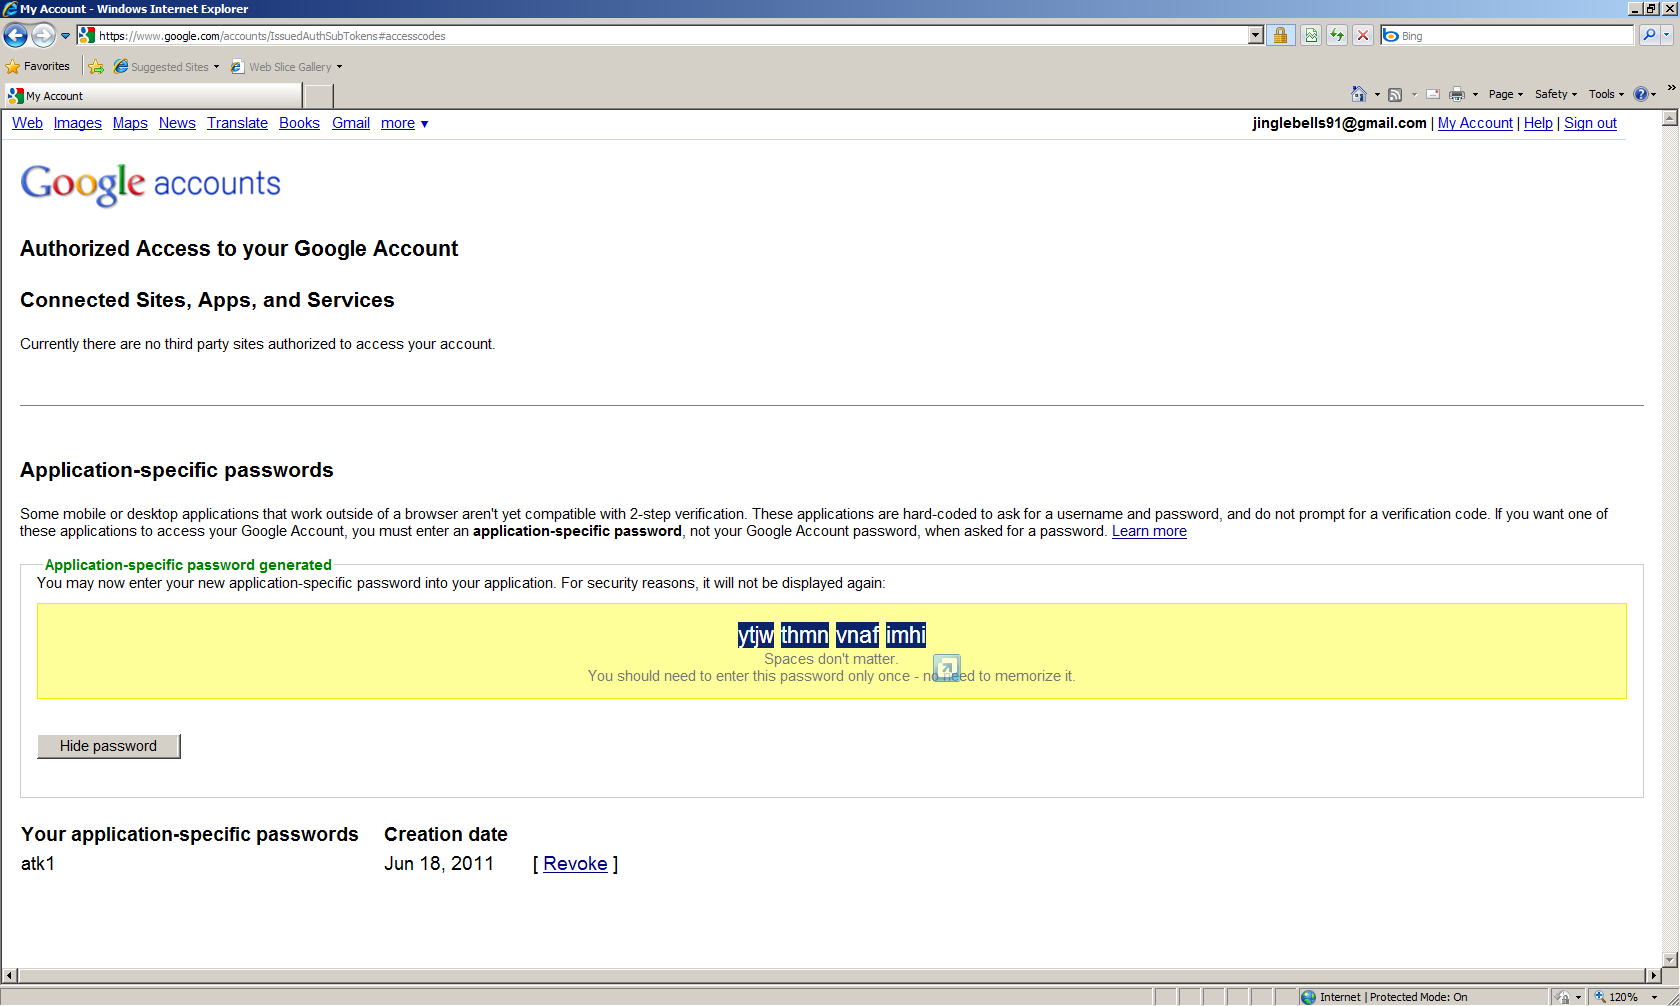 My Account - Windows Internet Explorer
https://www.google.com/accounts/IssuedAuthSubTokens#accesscodes
Bing
Favorites Suggested Sites Web Slice Gallery
My Account
Page Safety Tools
Web Images Maps News Translate Books Gmail more ▼
jinglebells91@gmail.com | My Account | Help | Sign out
Google accounts
Authorized Access to your Google Account
Connected Sites, Apps, and Services
Currently there are no third party sites authorized to access your account.
Application-specific passwords
Some mobile or desktop applications that work outside of a browser aren't yet compatible with 2-step verification. These applications are hard-coded to ask for a username and password, and do not prompt for a verification code. If you want one of
these applications to access your Google Account, you must enter an application-specific password, not your Google Account password, when asked for a password. Learn more
Application-specific password generated
You may now enter your new application-specific password into your application. For security reasons, it will not be displayed again:
ytjw thmn vnaf imhi
Spaces don't matter.
You should need to enter this password only once - no need to memorize it.
Hide password
Your application-specific passwords Creation date
atk1 Jun 18, 2011 [ Revoke ]
Internet | Protected Mode: On
120%